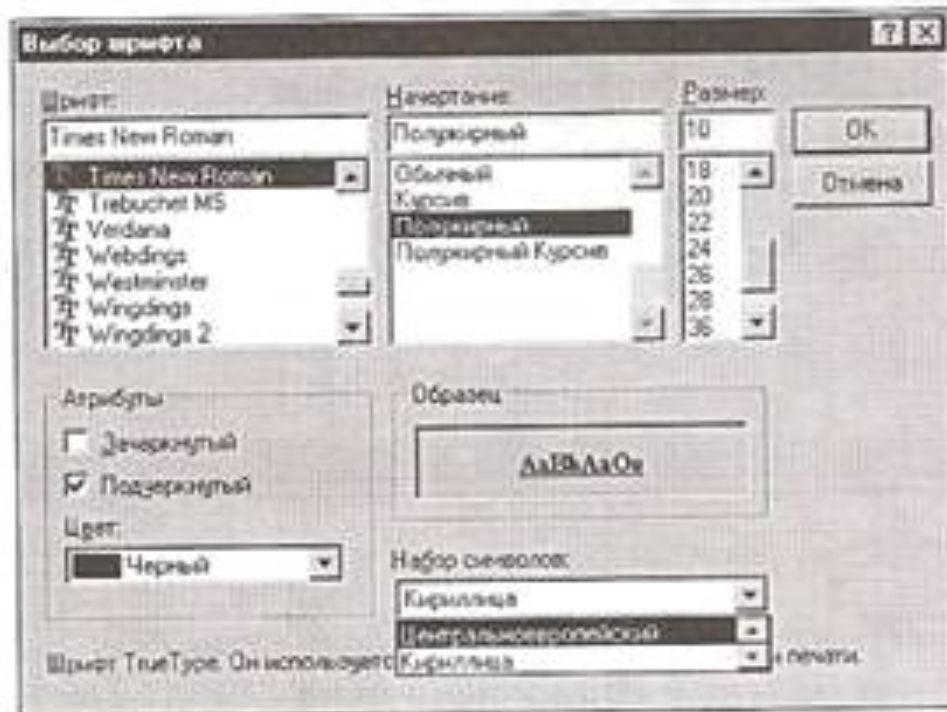 Выбор шрифта
Шрифт:
Times New Roman
Times New Roman
Trebuchet MS
Verdana
Webdings
Westminster
Wingdings
Wingdings 2
Начертание:
Полужирный
Обычный
Курсив
Полужирный
Полужирный Курсив
Размер:
10
18
20
22
24
26
28
36
OK
Отмена
Атрибуты
Зачеркнутый
Подчеркнутый
Цвет:
Черный
Образец
AaBbАаФф
Набор символов:
Кириллица
Центральноевропейский
Кириллица
Шрифт TrueType. Он используетс
и печати.